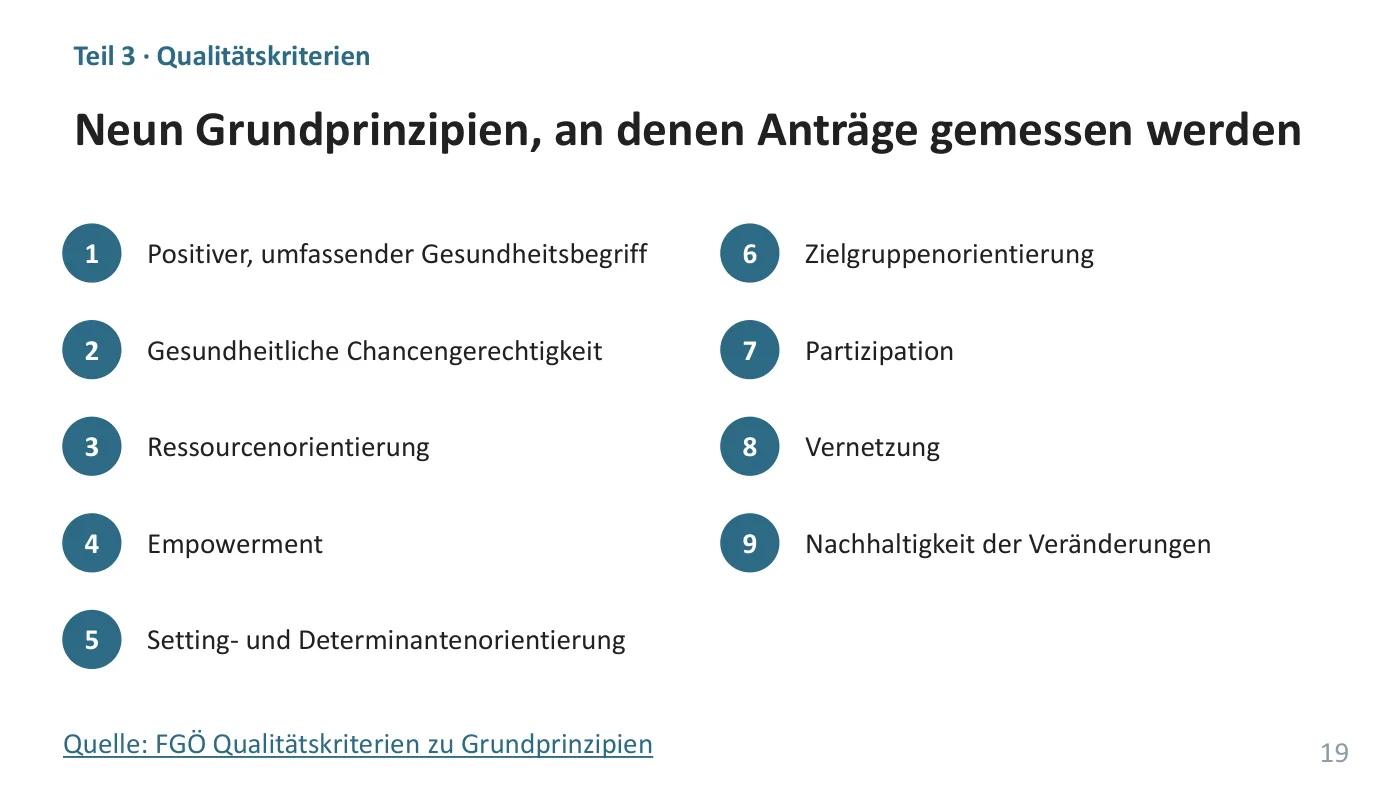 Teil 3 · Qualitätskriterien
Neun Grundprinzipien, an denen Anträge gemessen werden
1 Positiver, umfassender Gesundheitsbegriff
2 Gesundheitliche Chancengerechtigkeit
3 Ressourcenorientierung
4 Empowerment
5 Setting- und Determinantenorientierung
6 Zielgruppenorientierung
7 Partizipation
8 Vernetzung
9 Nachhaltigkeit der Veränderungen
Quelle: FGÖ Qualitätskriterien zu Grundprinzipien
19